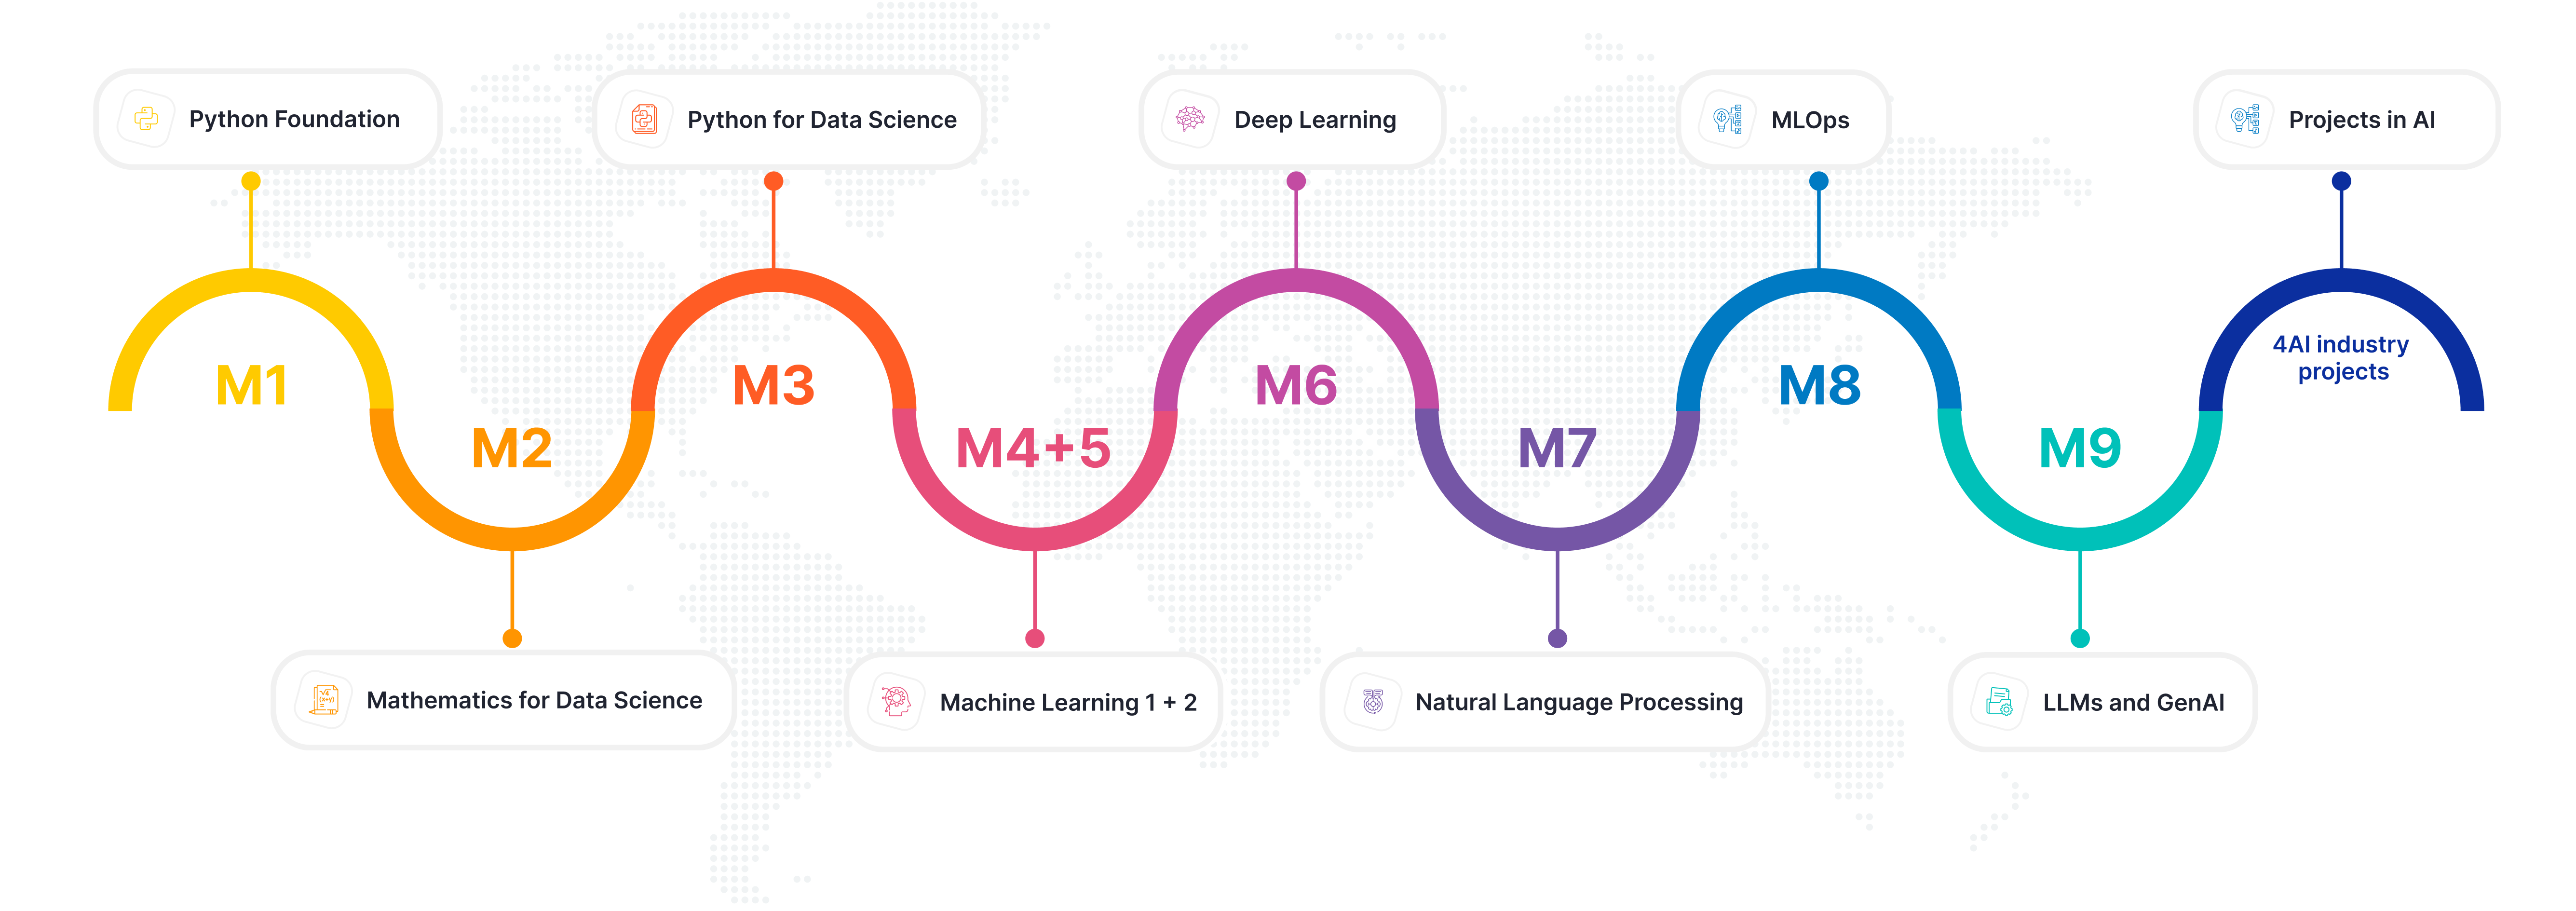 Python Foundation
Python for Data Science
Deep Learning
MLOps
Projects in AI
M1
M2
M3
M4+5
M6
M7
M8
M9
4AI industry
projects
Mathematics for Data Science
Machine Learning 1 + 2
Natural Language Processing
LLMs and GenAI